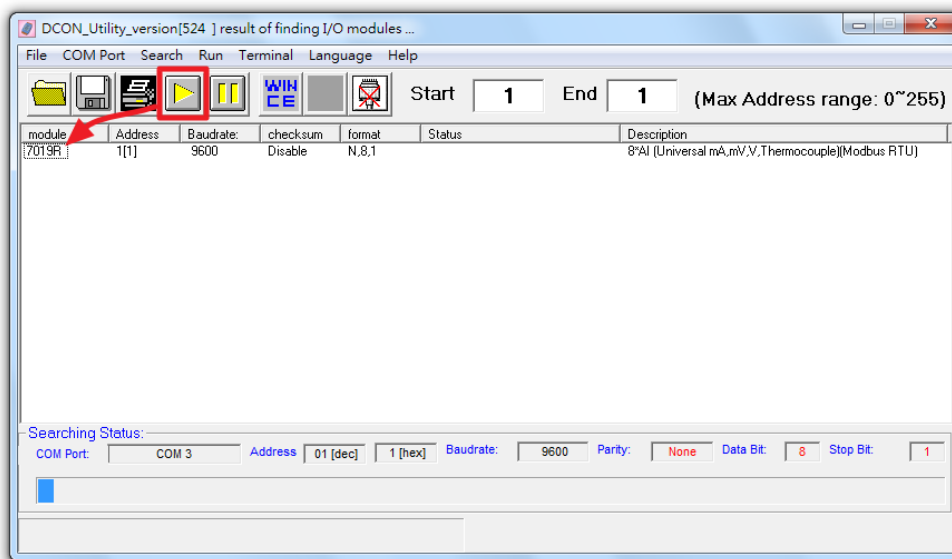 DCON_Utility_version[524 ] result of finding I/O modules ...
File COM Port Search Run Terminal Language Help
WIN CE Start 1 End 1 (Max Address range: 0~255)
module Address Baudrate: checksum format Status Description
7019R 1[1] 9600 Disable N,8,1 8*AI (Universal mA,mV,V,Thermocouple)(Modbus RTU)
Searching Status:
COM Port: COM 3 Address 01 [dec] 1 [hex] Baudrate: 9600 Parity: None Data Bit: 8 Stop Bit: 1